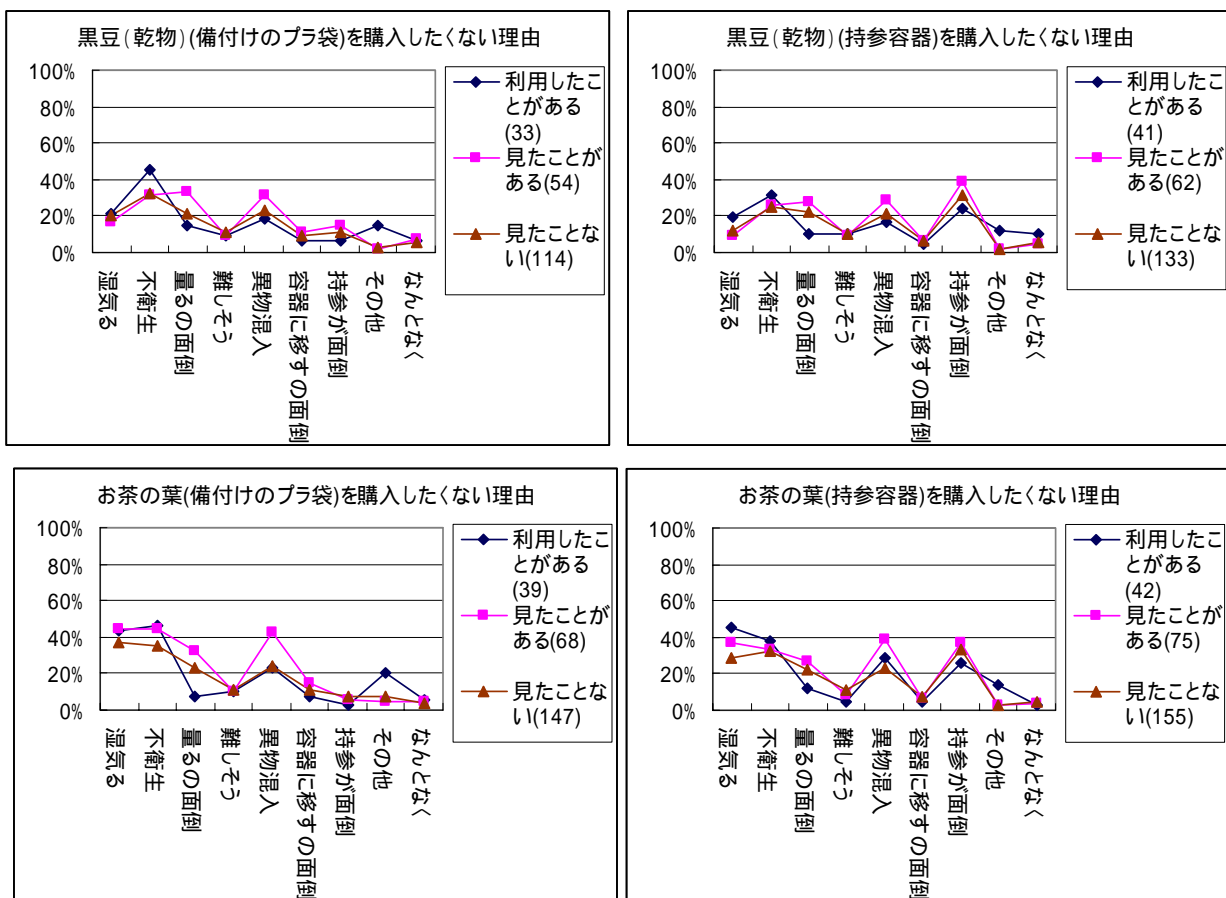 黒豆(乾物)(備付けのプラ袋)を購入したくない理由
100%
80%
60%
40%
20%
0%
湿気る
不衛生
量るの面倒
難しそう
異物混入
容器に移すの面倒
持参が面倒
その他
なんとなく
利用したこ
とがある
(33)
見たことが
ある(54)
見たことな
い(114)
黒豆(乾物)(持参容器)を購入したくない理由
100%
80%
60%
40%
20%
0%
湿気る
不衛生
量るの面倒
難しそう
異物混入
容器に移すの面倒
持参が面倒
その他
なんとなく
利用したこ
とがある
(41)
見たことが
ある(62)
見たことな
い(133)
お茶の葉(備付けのプラ袋)を購入したくない理由
100%
80%
60%
40%
20%
0%
湿気る
不衛生
量るの面倒
難しそう
異物混入
容器に移すの面倒
持参が面倒
その他
なんとなく
利用したこ
とがある
(39)
見たことが
ある(68)
見たことな
い(147)
お茶の葉(持参容器)を購入したくない理由
100%
80%
60%
40%
20%
0%
湿気る
不衛生
量るの面倒
難しそう
異物混入
容器に移すの面倒
持参が面倒
その他
なんとなく
利用したこ
とがある
(42)
見たことが
ある(75)
見たことな
い(155)